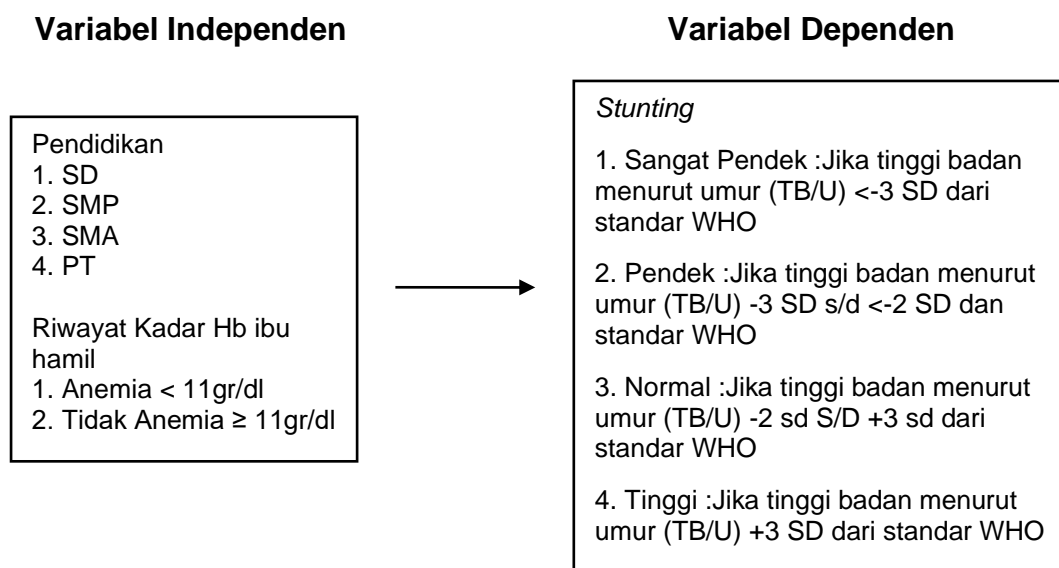 Variabel Independen
Variabel Dependen
Pendidikan
1. SD
2. SMP
3. SMA
4. PT
Riwayat Kadar Hb ibu
hamil
1. Anemia < 11gr/dl
2. Tidak Anemia ≥ 11gr/dl
Stunting
1. Sangat Pendek :Jika tinggi badan
menurut umur (TB/U) <-3 SD dari
standar WHO
2. Pendek :Jika tinggi badan menurut
umur (TB/U) -3 SD s/d <-2 SD dan
standar WHO
3. Normal :Jika tinggi badan menurut
umur (TB/U) -2 sd S/D +3 sd dari
standar WHO
4. Tinggi :Jika tinggi badan menurut
umur (TB/U) +3 SD dari standar WHO